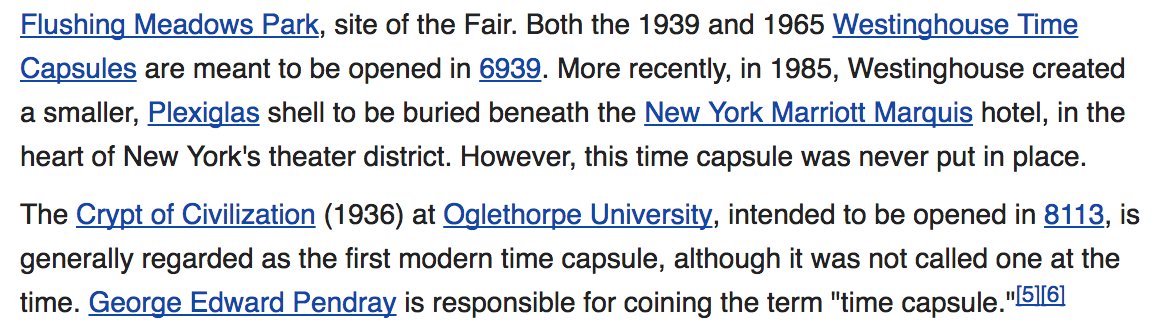 Flushing Meadows Park, site of the Fair. Both the 1939 and 1965 Westinghouse Time
Capsules are meant to be opened in 6939. More recently, in 1985, Westinghouse created
a smaller, Plexiglas shell to be buried beneath the New York Marriott Marquis hotel, in the
heart of New York's theater district. However, this time capsule was never put in place.
The Crypt of Civilization (1936) at Oglethorpe University, intended to be opened in 8113, is
generally regarded as the first modern time capsule, although it was not called one at the
time. George Edward Pendray is responsible for coining the term "time capsule."[5][6]